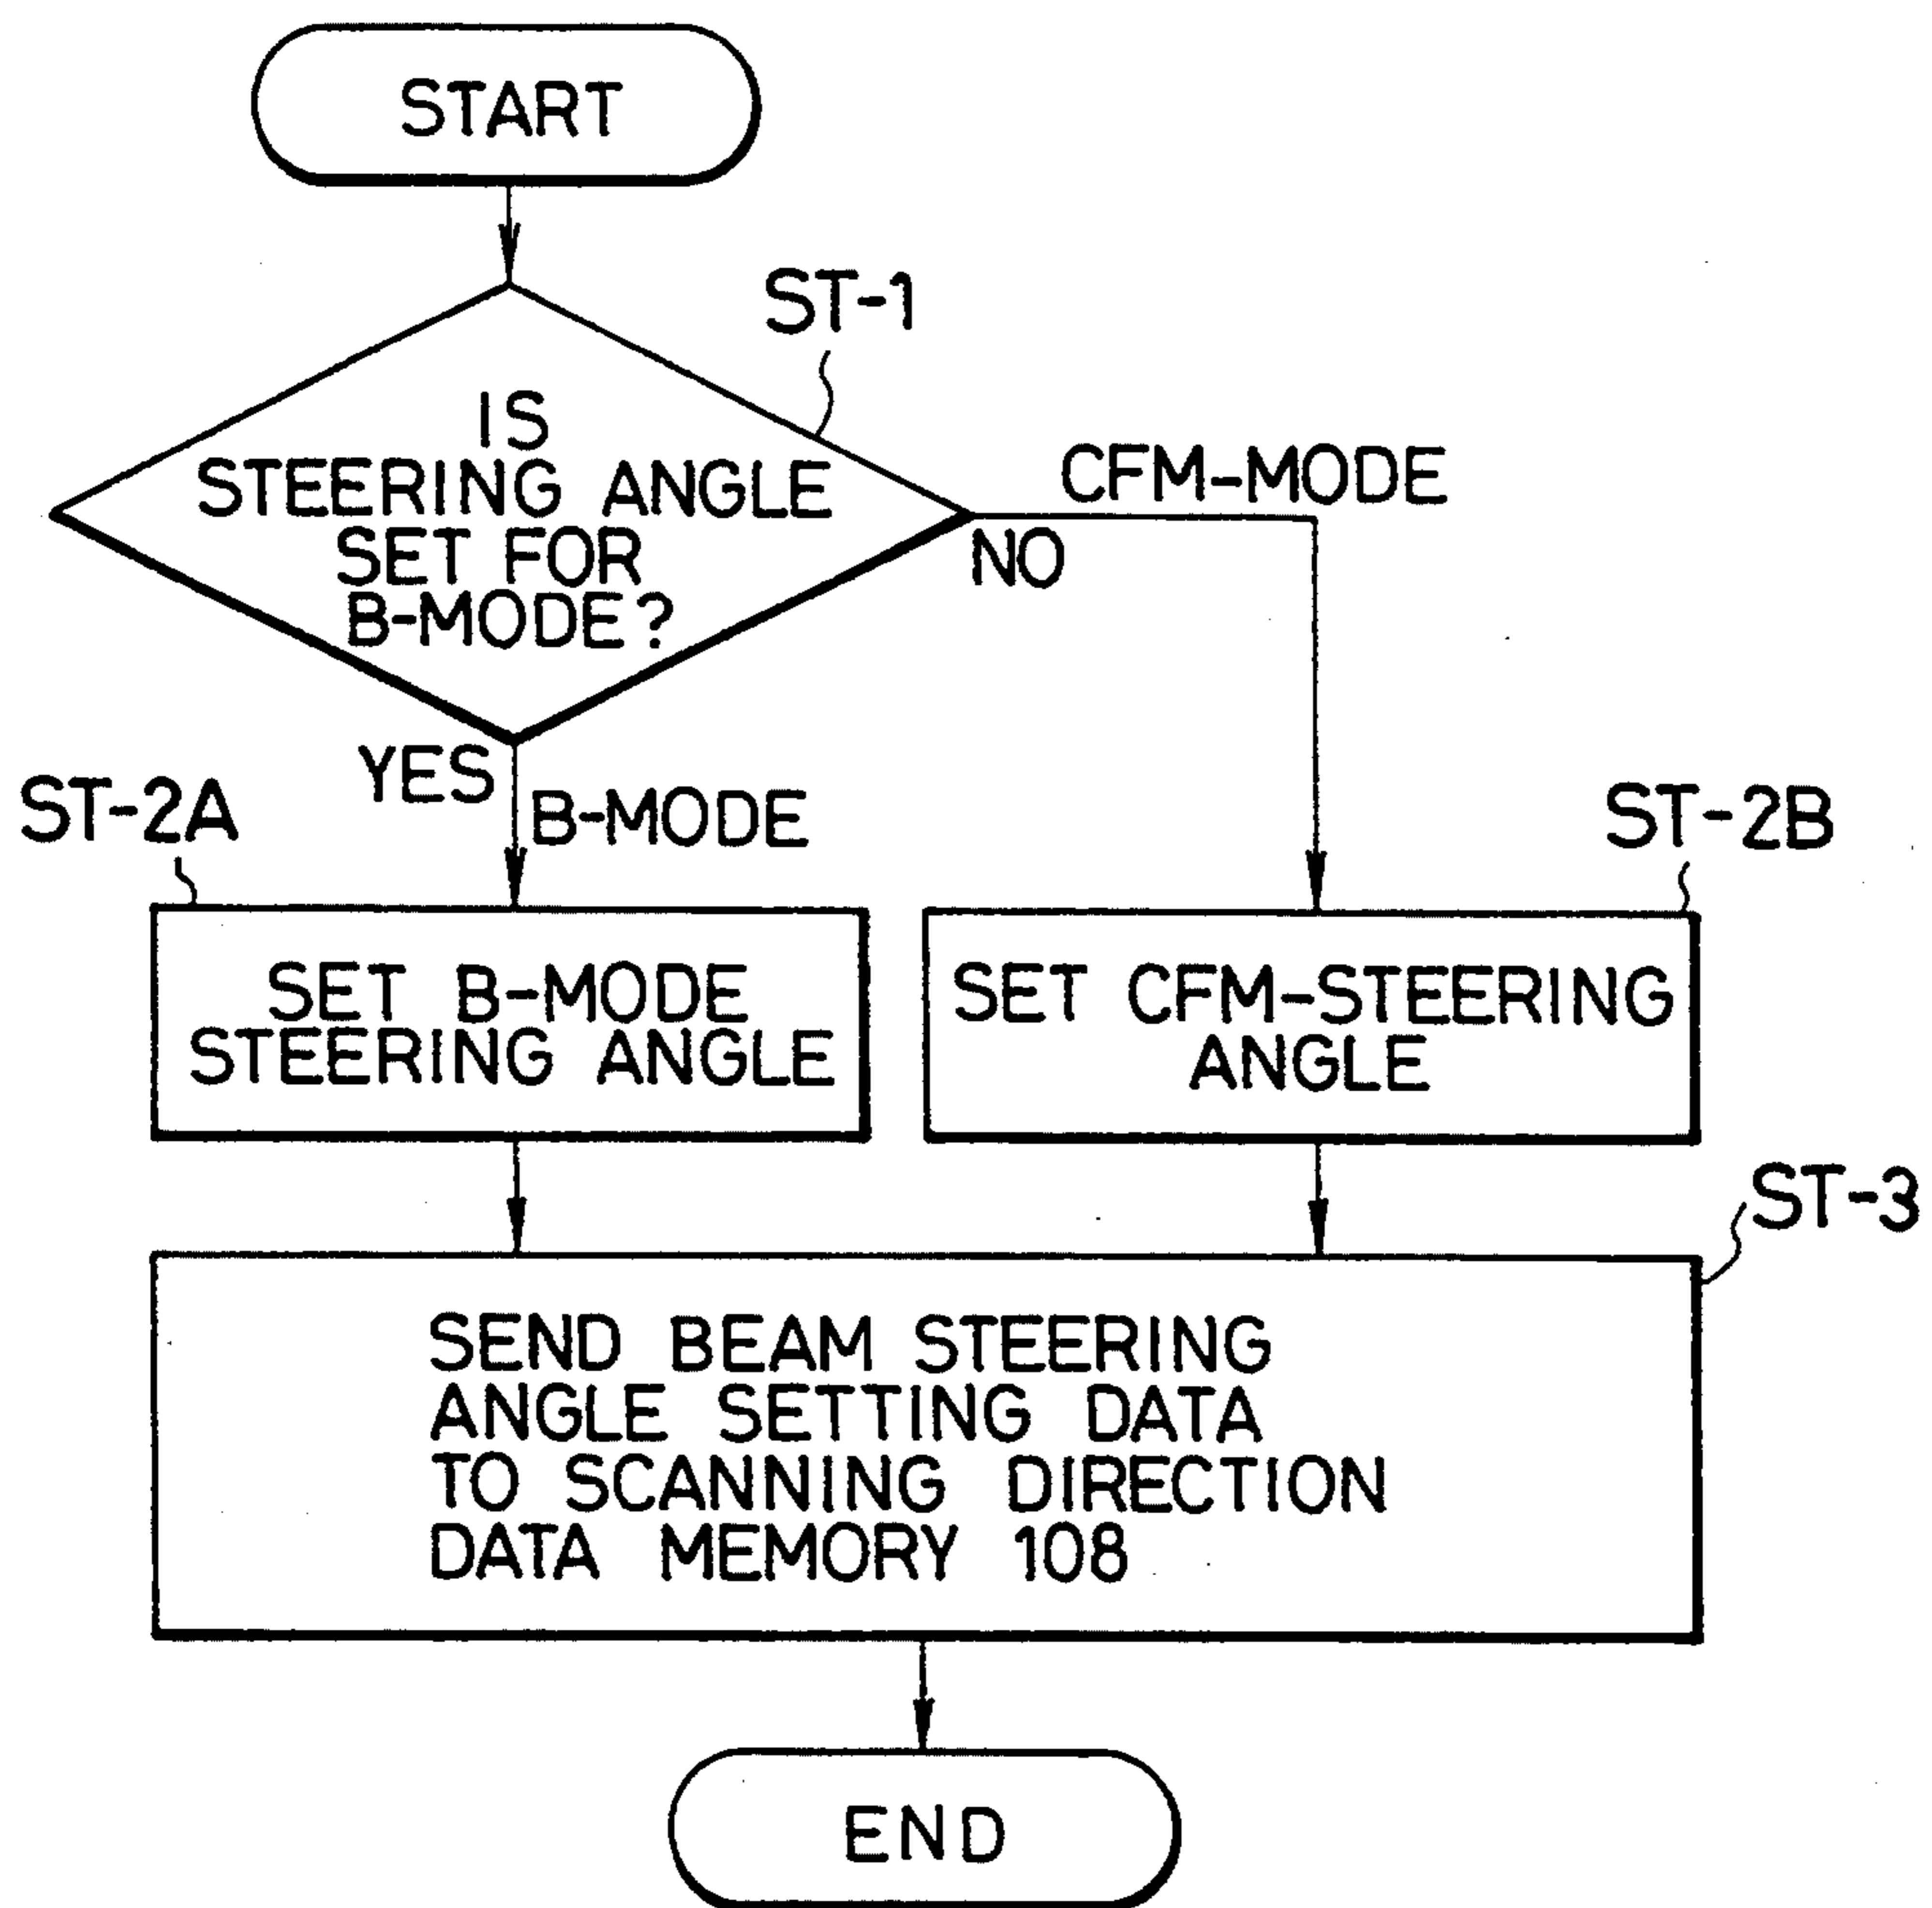 START
ST-1
IS
STEERING ANGLE
SET FOR
B-MODE?
CFM-MODE
NO
YES
B-MODE
ST-2A
ST-2B
SET B-MODE
STEERING ANGLE
SET CFM-STEERING
ANGLE
ST-3
SEND BEAM STEERING
ANGLE SETTING DATA
TO SCANNING DIRECTION
DATA MEMORY 108
END